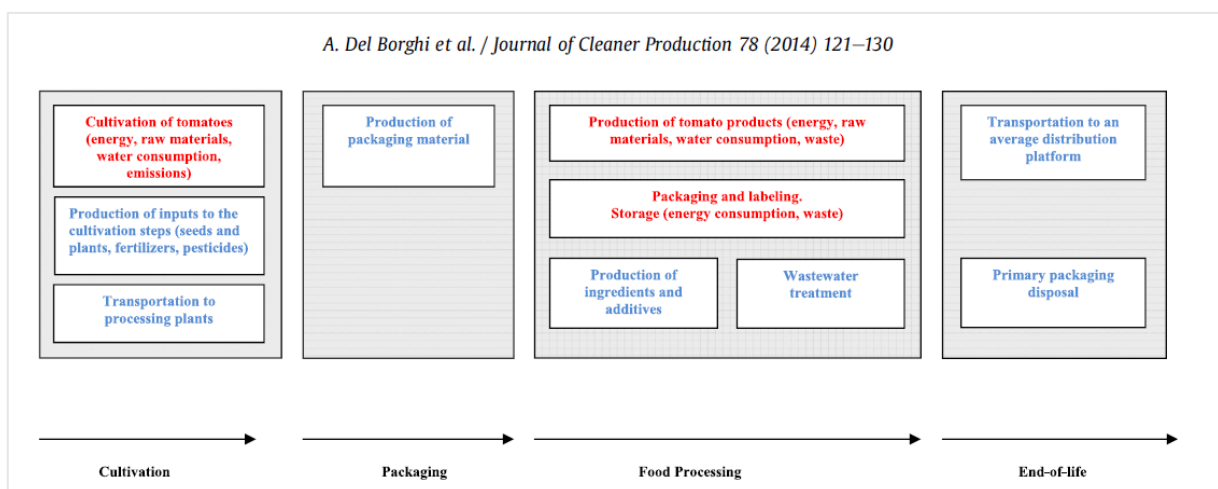 A. Del Borghi et al. / Journal of Cleaner Production 78 (2014) 121–130
Cultivation of tomatoes
(energy, raw materials,
water consumption,
emissions)
Production of inputs to the
cultivation steps (seeds and
plants, fertilizers, pesticides)
Transportation to
processing plants
Production of
packaging material
Production of tomato products (energy, raw
materials, water consumption, waste)
Packaging and labeling.
Storage (energy consumption, waste)
Production of
ingredients and
additives
Wastewater
treatment
Transportation to an
average distribution
platform
Primary packaging
disposal
Cultivation
Packaging
Food Processing
End-of-life